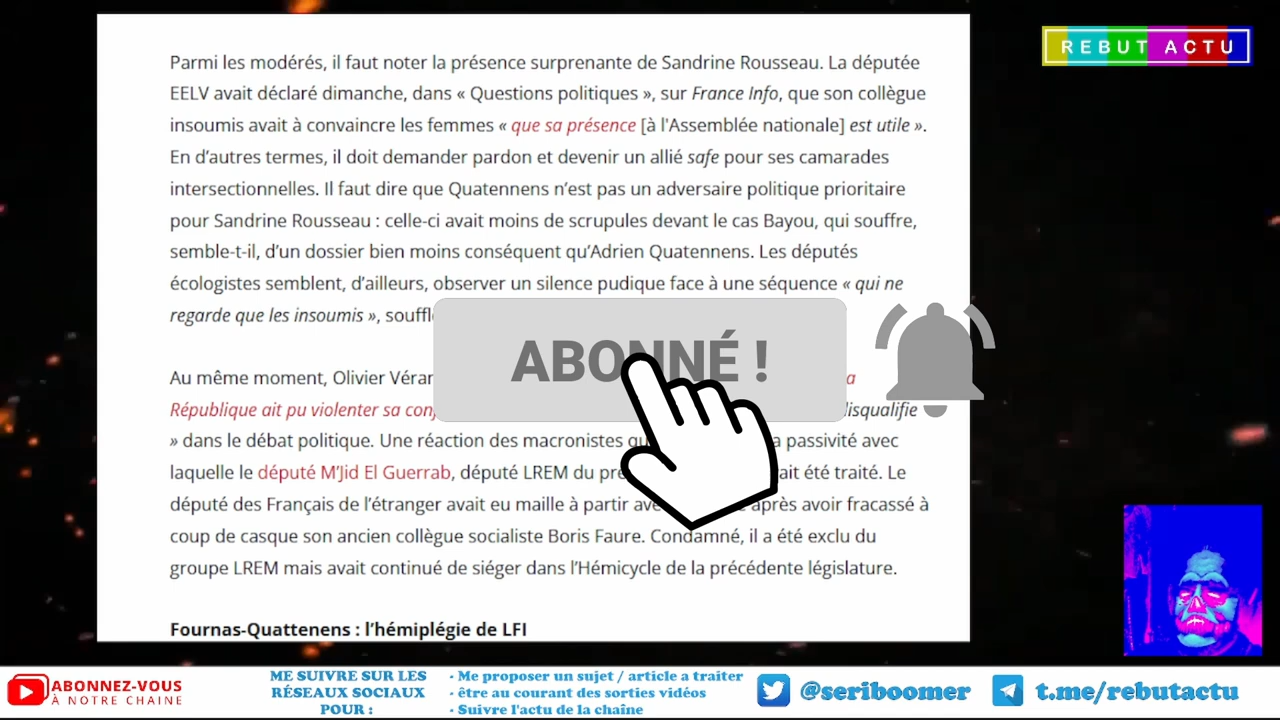 REBUT ACTU
Parmi les modérés, il faut noter la présence surprenante de Sandrine Rousseau. La députée
EELV avait déclaré dimanche, dans « Questions politiques », sur France Info, que son collègue
insoumis avait à convaincre les femmes « que sa présence [à l'Assemblée nationale] est utile ».
En d’autres termes, il doit demander pardon et devenir un allié safe pour ses camarades
intersectionnelles. Il faut dire que Quatennens n’est pas un adversaire politique prioritaire
pour Sandrine Rousseau : celle-ci avait moins de scrupules devant le cas Bayou, qui souffre,
semble-t-il, d’un dossier bien moins conséquent qu’Adrien Quatennens. Les députés
écologistes semblent, d’ailleurs, observer un silence pudique face à une séquence « qui ne
regarde que les insoumis »,
ABONNÉ !
Au même moment, Olivier Véran
République ait pu violenter sa disqualifie
» dans le débat politique. Une réaction des macronistes passivité avec
laquelle le député M’Jid El Guerrab, député LREM du été traité. Le
député des Français de l’étranger avait eu maille à partir après avoir fracassé à
coup de casque son ancien collègue socialiste Boris Faure. Condamné, il a été exclu du
groupe LREM mais avait continué de siéger dans l’Hémicycle de la précédente législature.
Fournas-Quattenens : l’hémiplégie de LFI
ABONNEZ-VOUS
À NOTRE CHAINE
ME SUIVRE SUR LES
RÉSEAUX SOCIAUX
POUR :
- Me proposer un sujet / article a traiter
- être au courant des sorties vidéos
- Suivre l'actu de la chaîne
@seriboomer
t.me/rebutactu